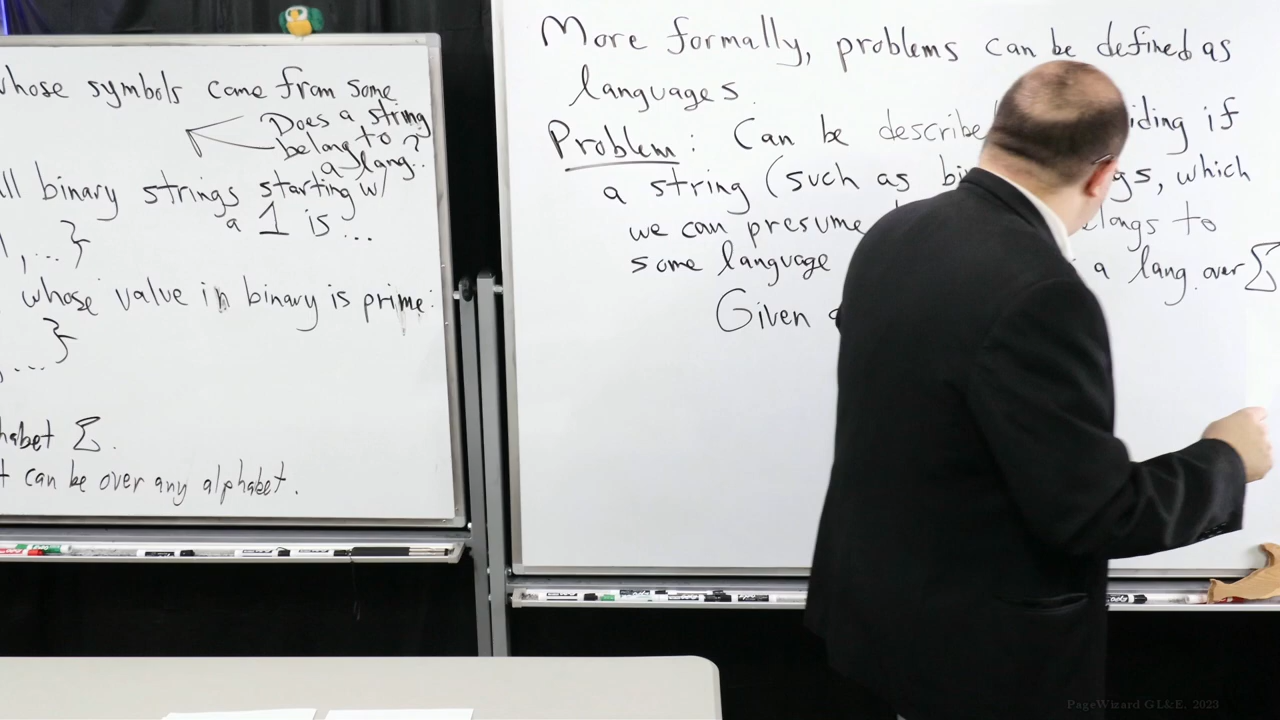 whose symbols come from some
Does a string
belong to
a lang..?
all binary strings starting w/
a 1 is ...
1,...}
whose value in binary is prime:
}
, ...
habet Σ.
t can be over any alphabet.
More formally, problems can be defined as
languages.
Problem: Can be describe iding if
a string (such as bi gs, which
we can presume elongs to
some language a lang. over Σ
Given
PageWizard GL&E. 2023